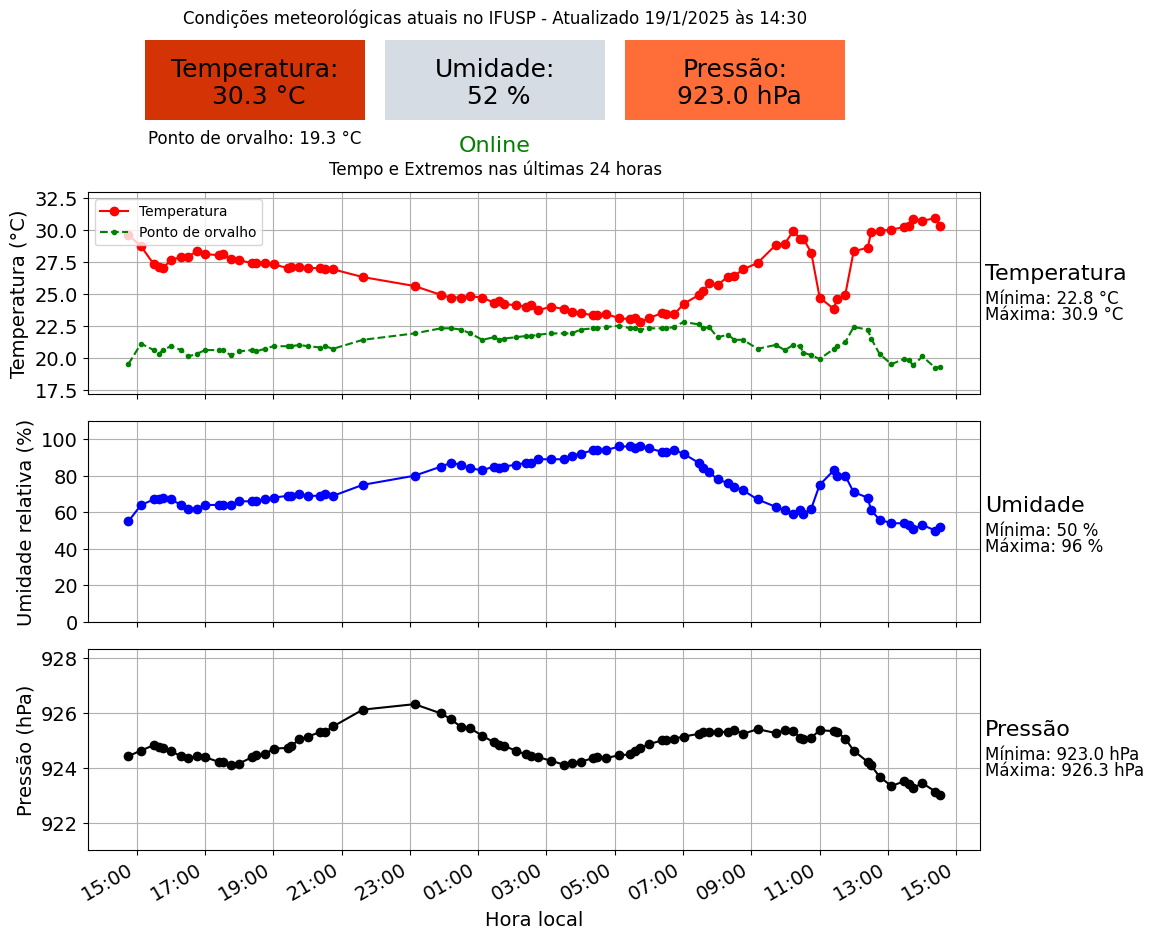 Condições meteorológicas atuais no IFUSP - Atualizado 19/1/2025 às 14:30
Temperatura:
30.3 °C
Umidade:
52 %
Pressão:
923.0 hPa
Ponto de orvalho: 19.3 °C
Online
Tempo e Extremos nas últimas 24 horas
Temperatura (°C)
32.5
30.0
27.5
25.0
22.5
20.0
17.5
Temperatura
Ponto de orvalho
Temperatura
Mínima: 22.8 °C
Máxima: 30.9 °C
Umidade relativa (%)
100
80
60
40
20
0
Umidade
Mínima: 50 %
Máxima: 96 %
Pressão (hPa)
928
926
924
922
Pressão
Mínima: 923.0 hPa
Máxima: 926.3 hPa
15:00 17:00 19:00 21:00 23:00 01:00 03:00 05:00 07:00 09:00 11:00 13:00 15:00
Hora local